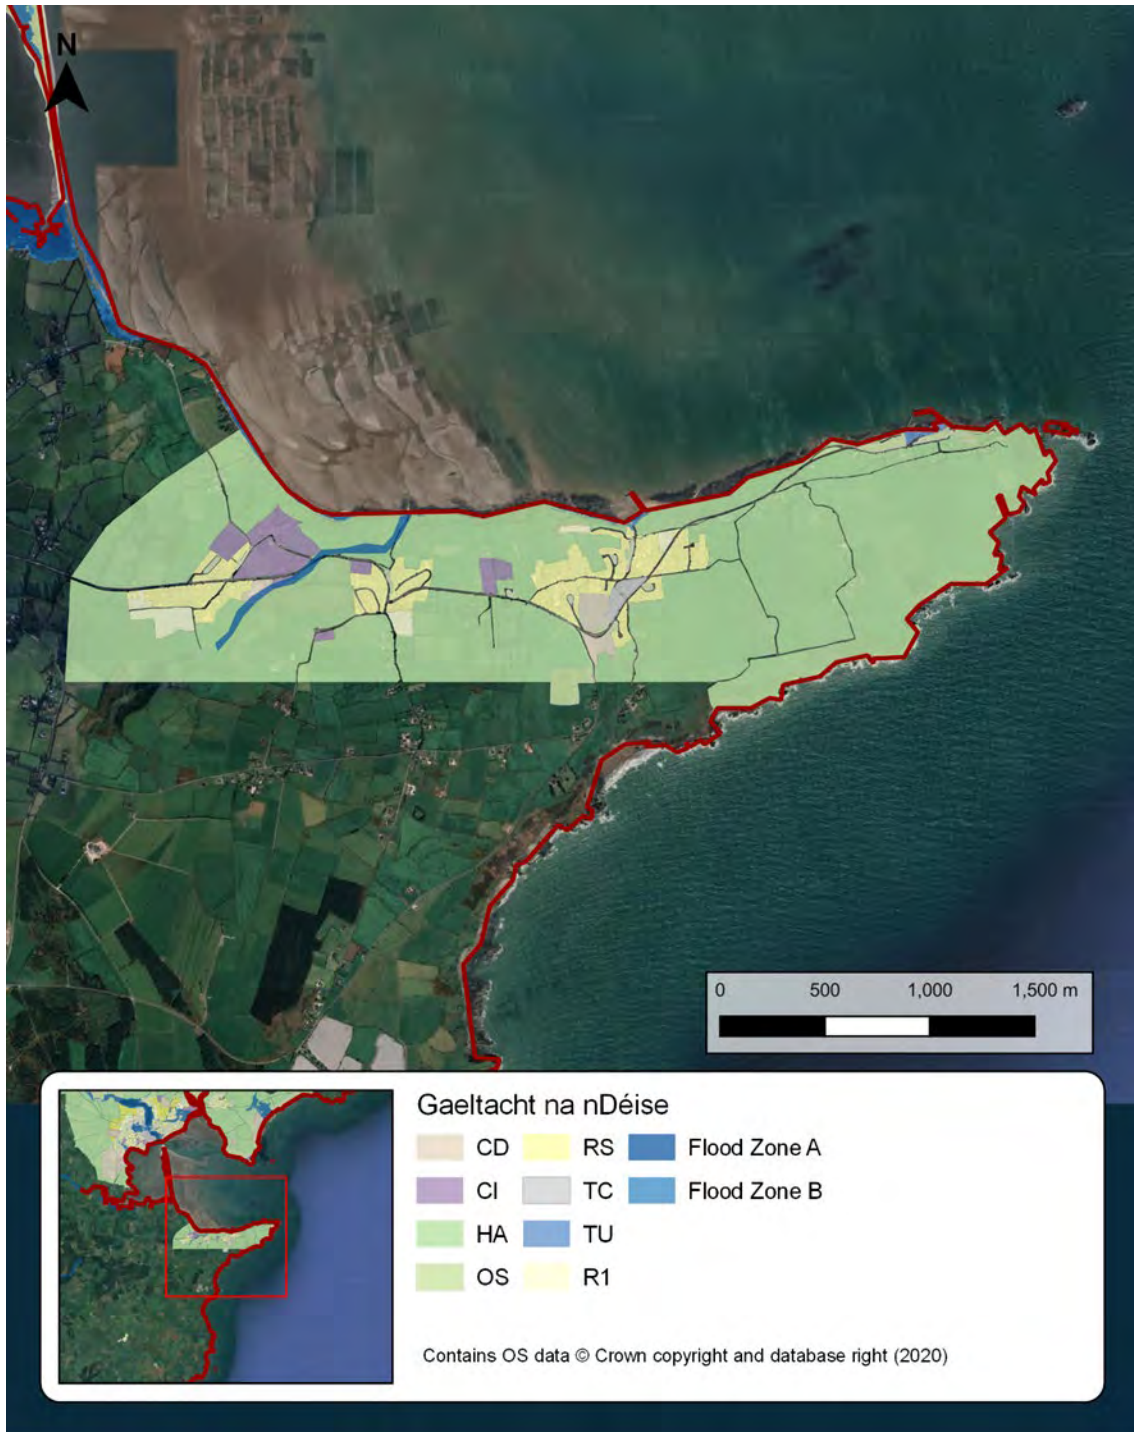 N
0 500 1,000 1,500 m
Gaeltacht na nDéise
CD RS Flood Zone A
CI TC Flood Zone B
HA TU
OS R1
Contains OS data © Crown copyright and database right (2020)